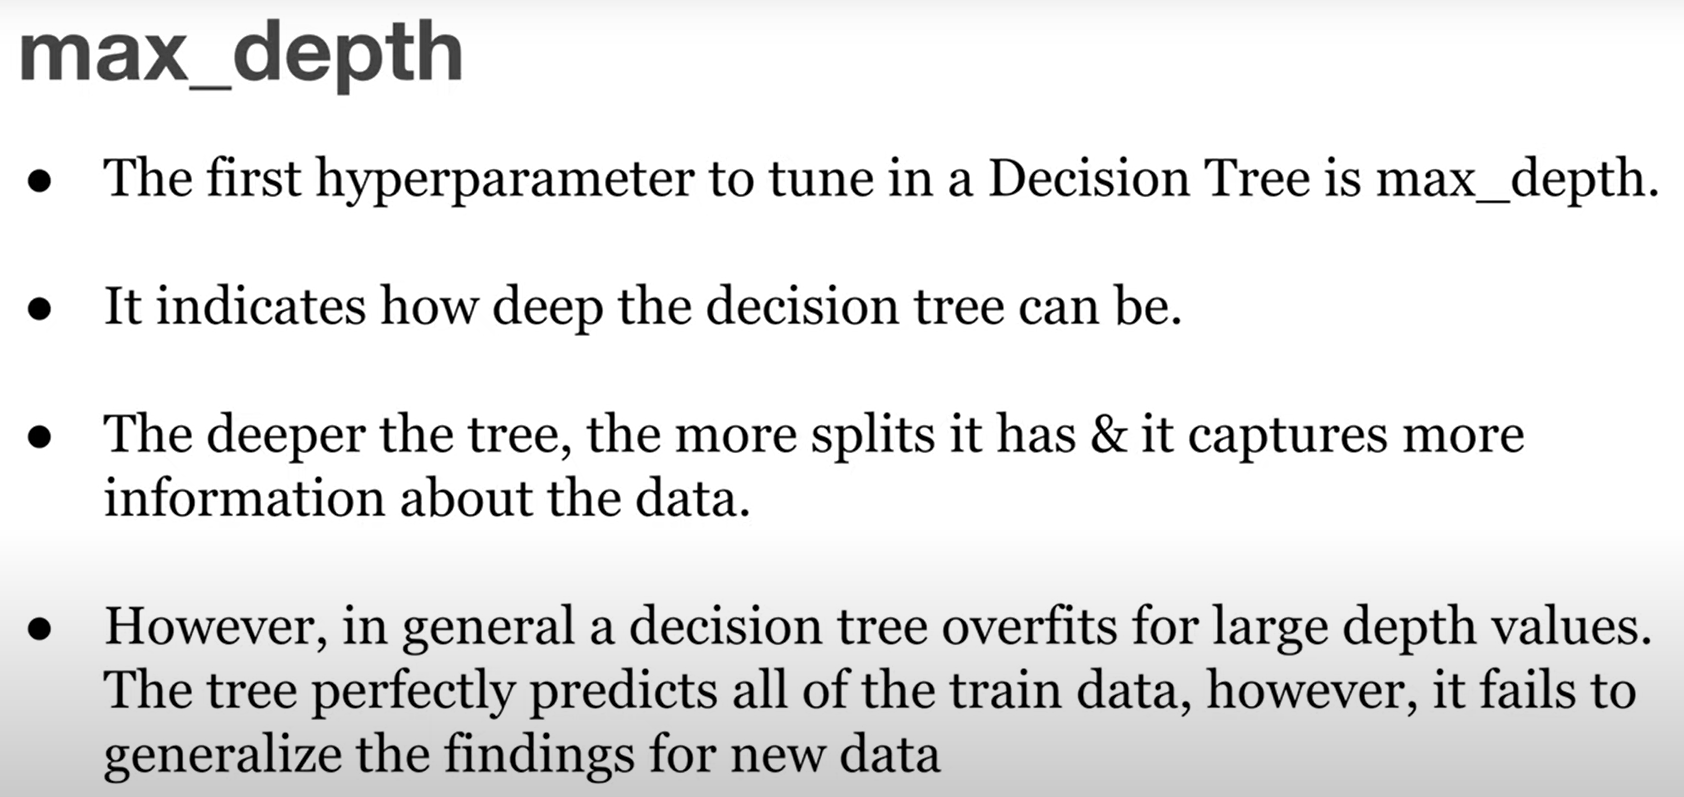 max_depth
● The first hyperparameter to tune in a Decision Tree is max_depth.
● It indicates how deep the decision tree can be.
● The deeper the tree, the more splits it has & it captures more
information about the data.
● However, in general a decision tree overfits for large depth values.
The tree perfectly predicts all of the train data, however, it fails to
generalize the findings for new data